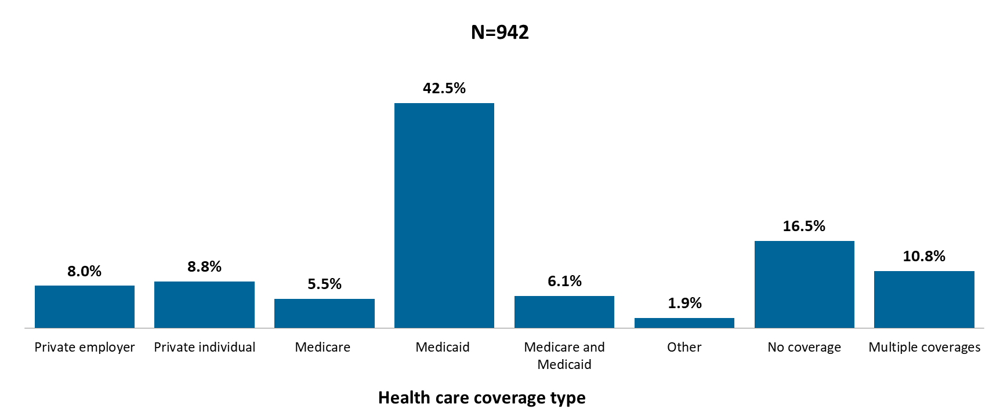 N=942
42.5%
16.5%
10.8%
8.8%
8.0%
6.1%
5.5%
1.9%
Private employer
Private individual
Medicare
Medicaid
Medicare and
Medicaid
Other
No coverage
Multiple coverages
Health care coverage type